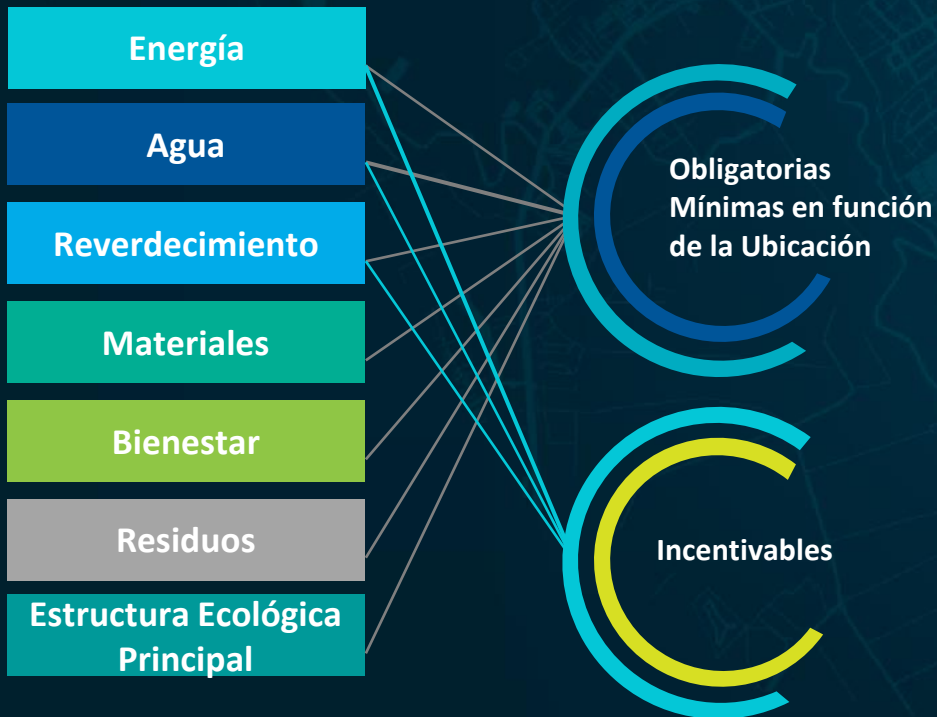 Energía
Agua
Reverdecimiento
Materiales
Bienestar
Residuos
Estructura Ecológica
Principal
Obligatorias
Mínimas en función
de la Ubicación
Incentivables